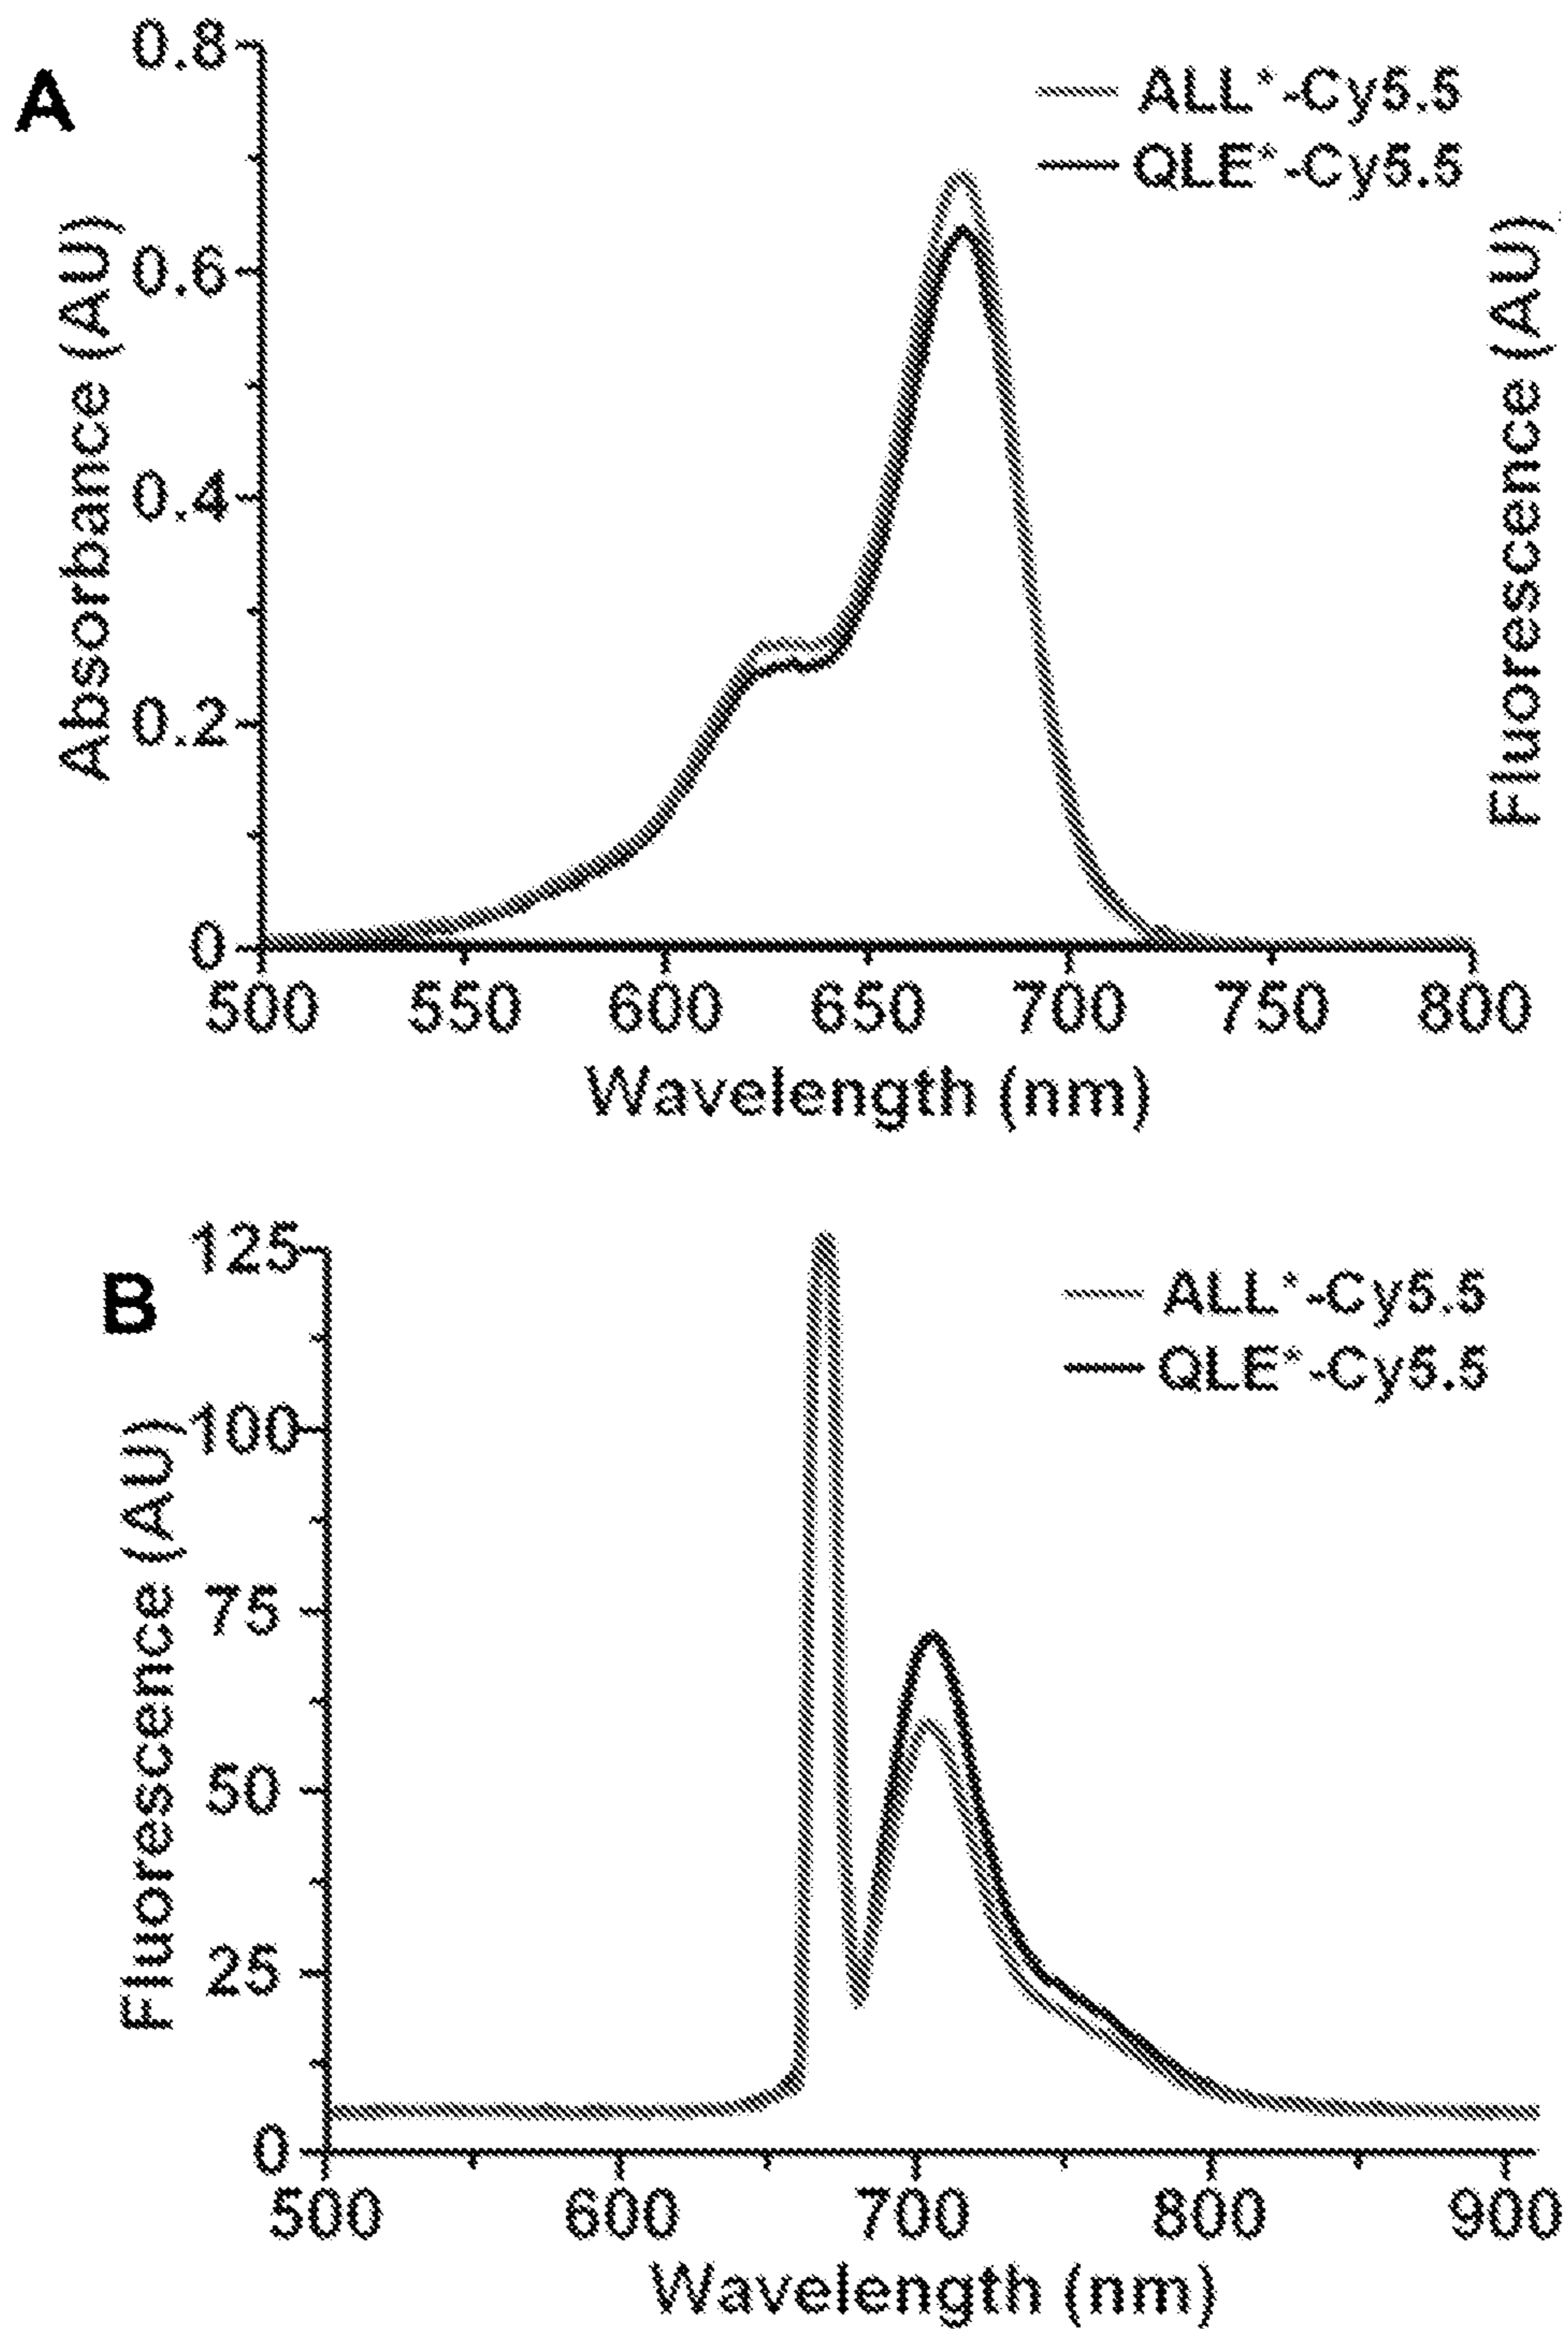 A
0.8
ALL*-Cy5.5
QLE*-Cy5.5
Absorbance (AU)
0.6
0.4
0.2
0
500 550 600 650 700 750 800
Wavelength (nm)
Fluorescence (AU)
B
125
ALL*-Cy5.5
QLE*-Cy5.5
Fluorescence (AU)
100
75
50
25
0
500 600 700 800 900
Wavelength (nm)